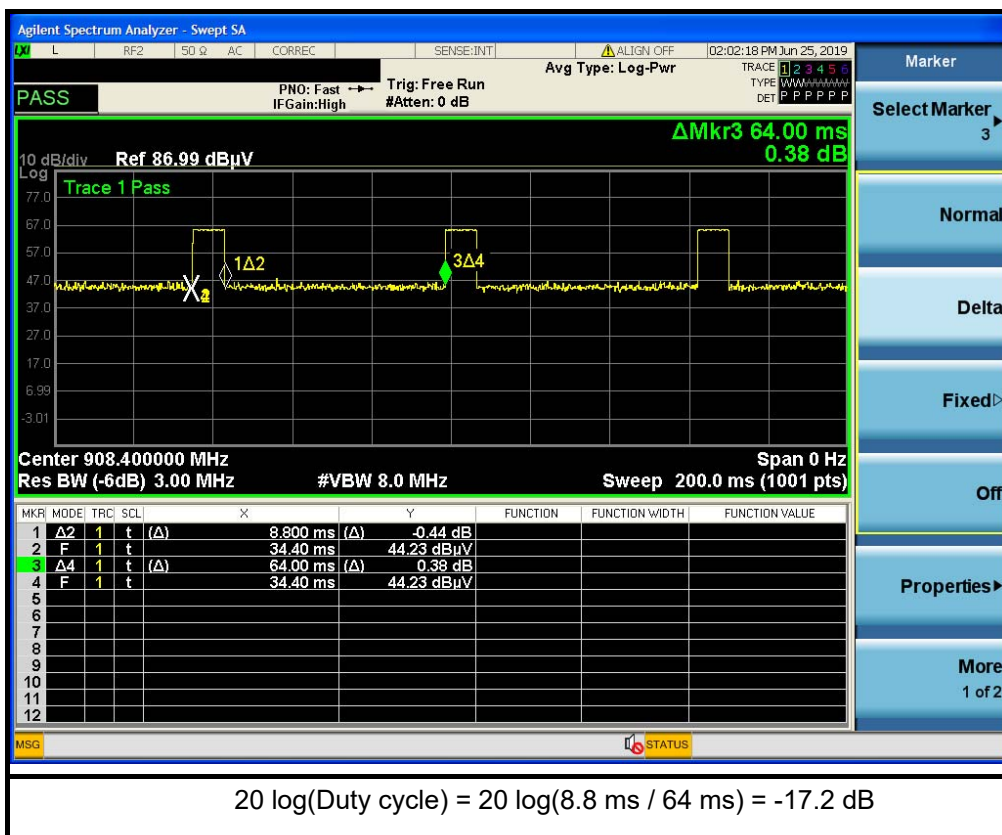 Agilent Spectrum Analyzer - Swept SA
LXI L RF2 50 Ω AC CORREC SENSE:INT ALIGN OFF 02:02:18 PM Jun 25, 2019
Avg Type: Log-Pwr
TRACE 1 2 3 4 5 6
TYPE WWWWWW
DET P P P P P P
PASS
PNO: Fast
IFGain:High
Trig: Free Run
#Atten: 0 dB
ΔMkr3 64.00 ms
0.38 dB
10 dB/div Ref 86.99 dBµV
Log
Trace 1 Pass
77.0
67.0
57.0
47.0
37.0
27.0
17.0
6.99
-3.01
1Δ2
3Δ4
Center 908.400000 MHz Span 0 Hz
Res BW (-6dB) 3.00 MHz #VBW 8.0 MHz Sweep 200.0 ms (1001 pts)
MKR MODE TRC SCL X Y FUNCTION FUNCTION WIDTH FUNCTION VALUE
1 Δ2 1 t (Δ) 8.800 ms (Δ) -0.44 dB
2 F 1 t 34.40 ms 44.23 dBµV
3 Δ4 1 t (Δ) 64.00 ms (Δ) 0.38 dB
4 F 1 t 34.40 ms 44.23 dBµV
5
6
7
8
9
10
11
12
MSG STATUS
Marker
Select Marker
3
Normal
Delta
Fixed
Off
Properties
More
1 of 2
20 log(Duty cycle) = 20 log(8.8 ms / 64 ms) = -17.2 dB